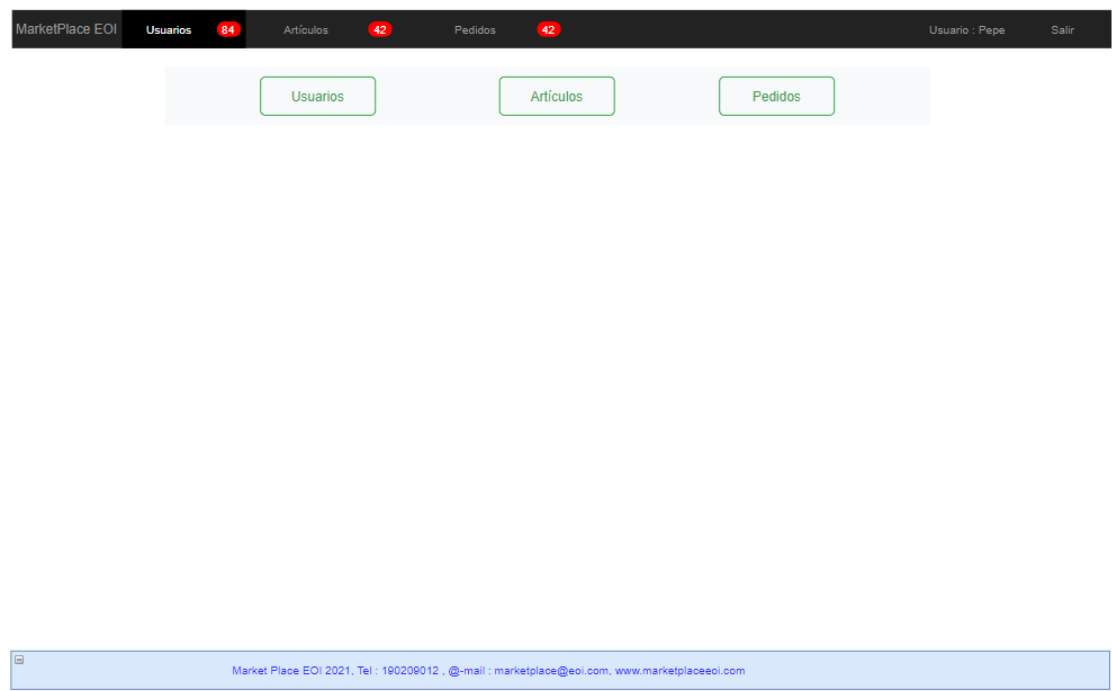 MarketPlace EOI Usuarios 84 Artículos 42 Pedidos 42 Usuario : Pepe Salir
Usuarios Artículos Pedidos
Market Place EOI 2021, Tel : 190209012 , @-mail : marketplace@eoi.com, www.marketplaceeoi.com